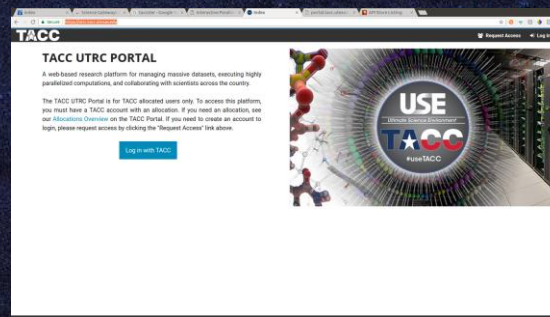 Index
Secure
TACC
Request Access
Log In
TACC UTRC PORTAL
A web-based research platform for managing massive datasets, executing highly
parallelized computations, and collaborating with scientists across the country.
The TACC UTRC Portal is for TACC allocated users only. To access this platform,
you must have a TACC account with an allocation. If you need an allocation, see
our Allocations Overview on the TACC Portal. If you need to create an account to
login, please request access by clicking the "Request Access" link above.
Log in with TACC
USE
Ultimate Science Environment
TACC
#useTACC